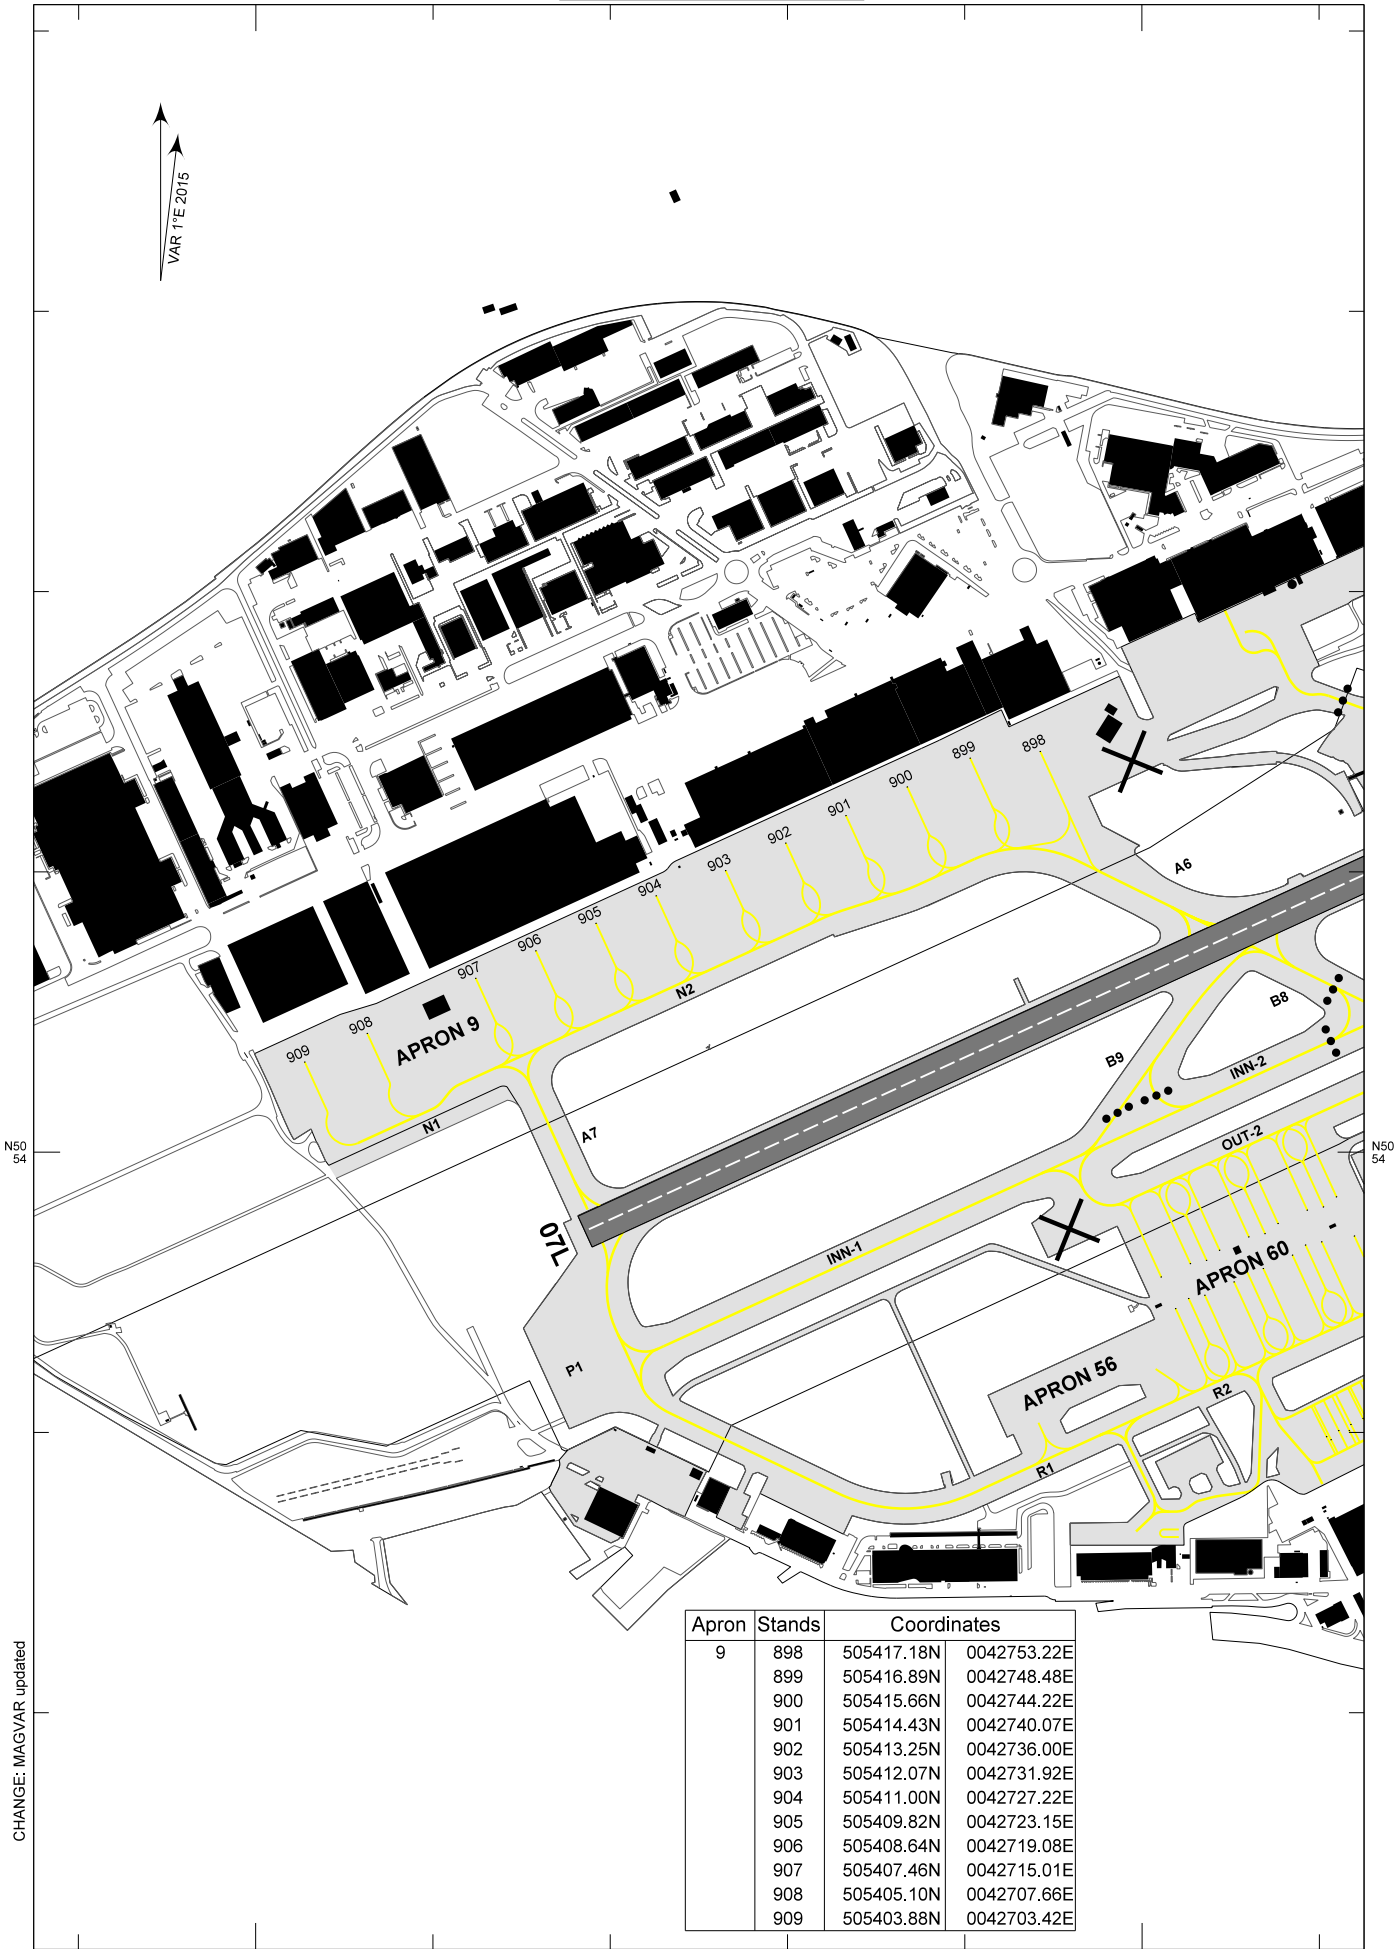 VAR 1°E 2015
899
898
900
901
902
903
904
905
906
907
908
909
APRON 9
N2
N1
A7
A6
B8
B9
INN-2
OUT-2
N50
54
N50
54
07L
INN-1
APRON 60
P1
APRON 56
R2
R1
CHANGE: MAGVAR updated
Apron Stands Coordinates
9 898 505417.18N 0042753.22E
899 505416.89N 0042748.48E
900 505415.66N 0042744.22E
901 505414.43N 0042740.07E
902 505413.25N 0042736.00E
903 505412.07N 0042731.92E
904 505411.00N 0042727.22E
905 505409.82N 0042723.15E
906 505408.64N 0042719.08E
907 505407.46N 0042715.01E
908 505405.10N 0042707.66E
909 505403.88N 0042703.42E